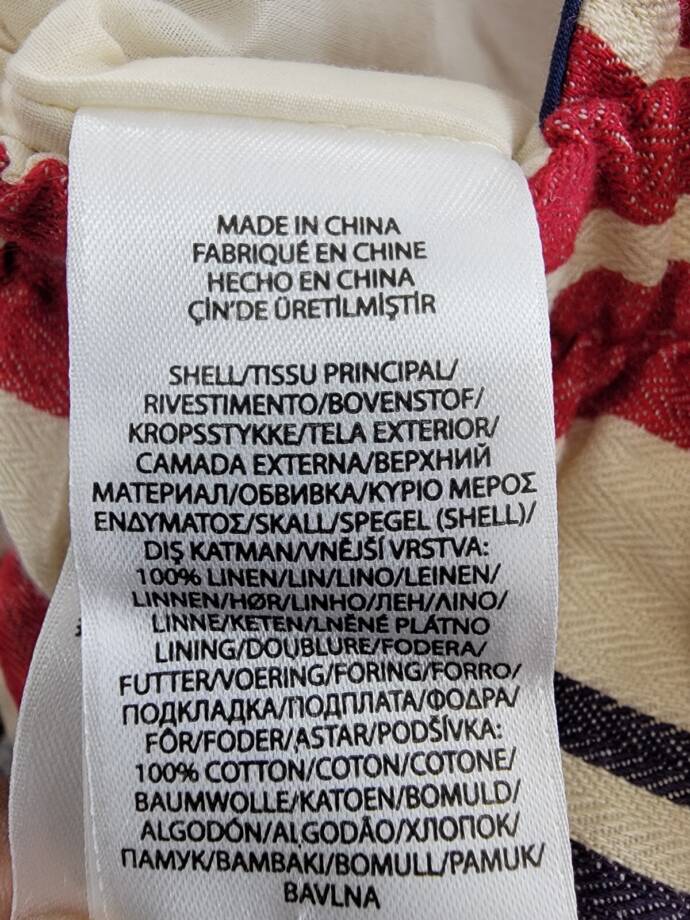 MADE IN CHINA
FABRIQUÉ EN CHINE
HECHO EN CHINA
ÇİN'DE ÜRETİLMİŞTİR
SHELL/TISSU PRINCIPAL/
RIVESTIMENTO/BOVENSTOF/
KROPSSTYKKE/TELA EXTERIOR/
CAMADA EXTERNA/ВЕРХНИЙ
МАТЕРИАЛ/ОБВИВКА/ΚΥΡΙΟ ΜΕΡΟΣ
ΕΝΔΥΜΑΤΟΣ/SKALL/SPEGEL (SHELL)/
DIŞ KATMAN/VNĚJŠÍ VRSTVA:
100% LINEN/LIN/LINO/LEINEN/
LINNEN/HØR/LINHO/ЛЕН/ΛΙΝΟ/
LINNE/KETEN/LNĚNÉ PLÁTNO
LINING/DOUBLURE/FODERA/
FUTTER/VOERING/FORING/FORRO/
ПОДКЛАДКА/ПОДПЛАТА/ΦΟΔΡΑ/
FÔR/FODER/ASTAR/PODŠÍVKA:
100% COTTON/COTON/COTONE/
BAUMWOLLE/KATOEN/BOMULD/
ALGODÓN/ALGODÃO/ХЛОПОК/
ПАМУК/ΒΑΜΒΑΚΙ/BOMULL/PAMUK/
BAVLNA